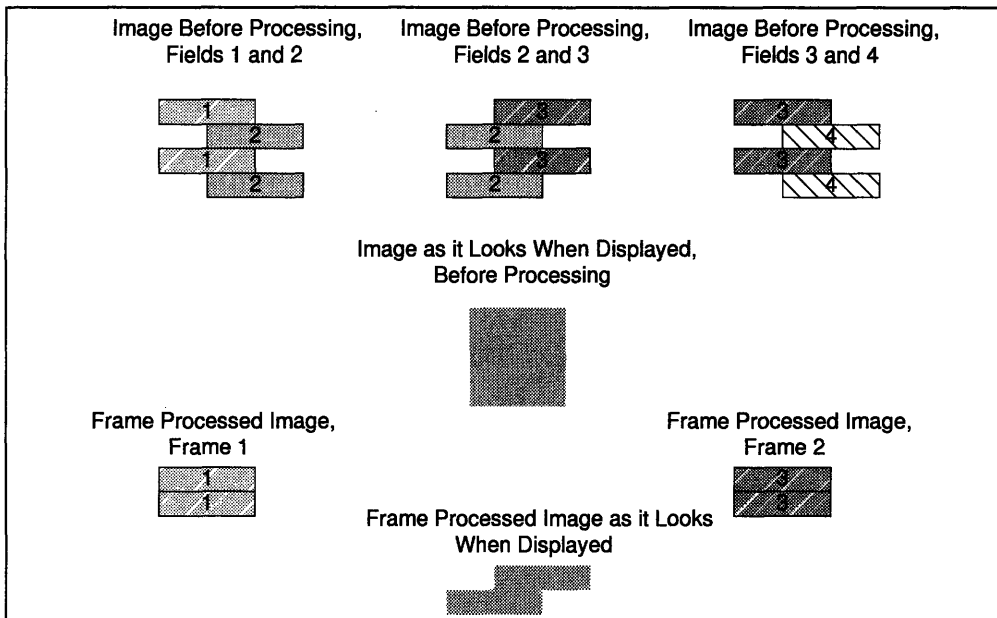 Image Before Processing,
Fields 1 and 2
Image Before Processing,
Fields 2 and 3
Image Before Processing,
Fields 3 and 4
1
2
1
2
3
2
3
2
3
4
3
4
Image as it Looks When Displayed,
Before Processing
Frame Processed Image,
Frame 1
Frame Processed Image,
Frame 2
1
1
3
3
Frame Processed Image as it Looks
When Displayed